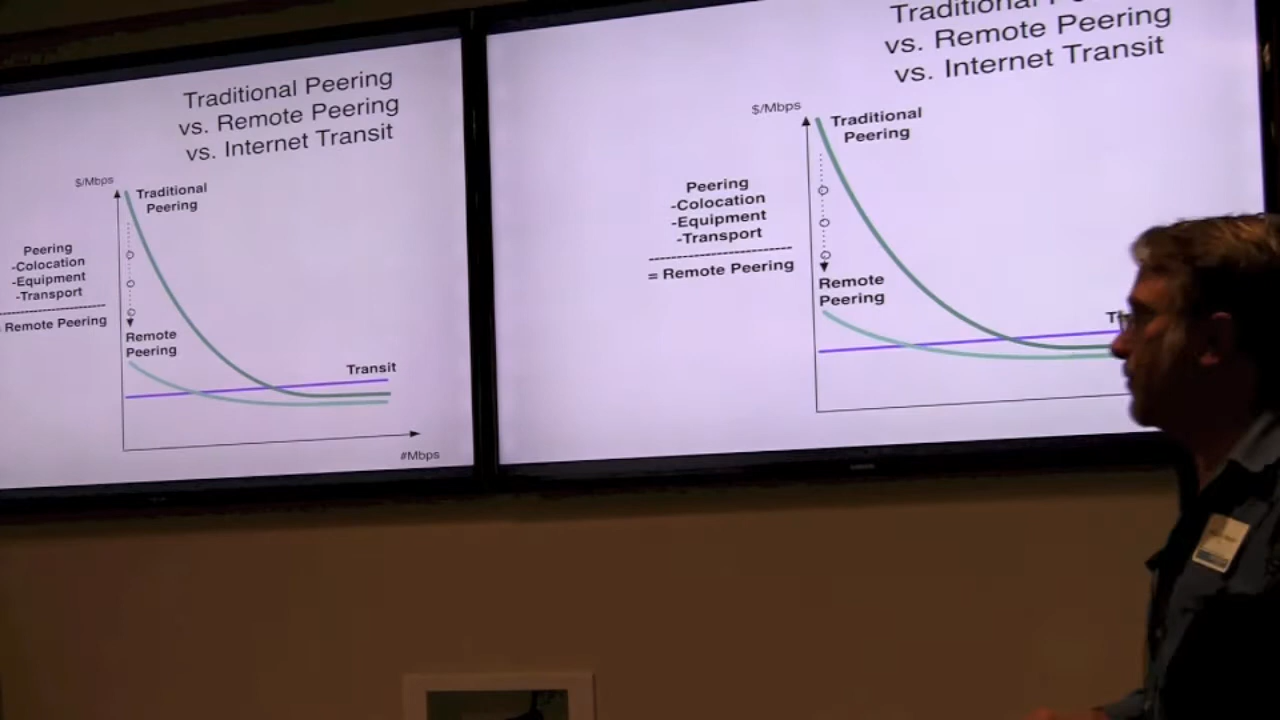 Traditional Peering
vs. Remote Peering
vs. Internet Transit
$/Mbps
Traditional
Peering
Peering
-Colocation
-Equipment
-Transport
Remote Peering
Remote
Peering
Transit
#Mbps
Traditional
vs. Remote Peering
vs. Internet Transit
$/Mbps
Traditional
Peering
Peering
-Colocation
-Equipment
-Transport
= Remote Peering
Remote
Peering